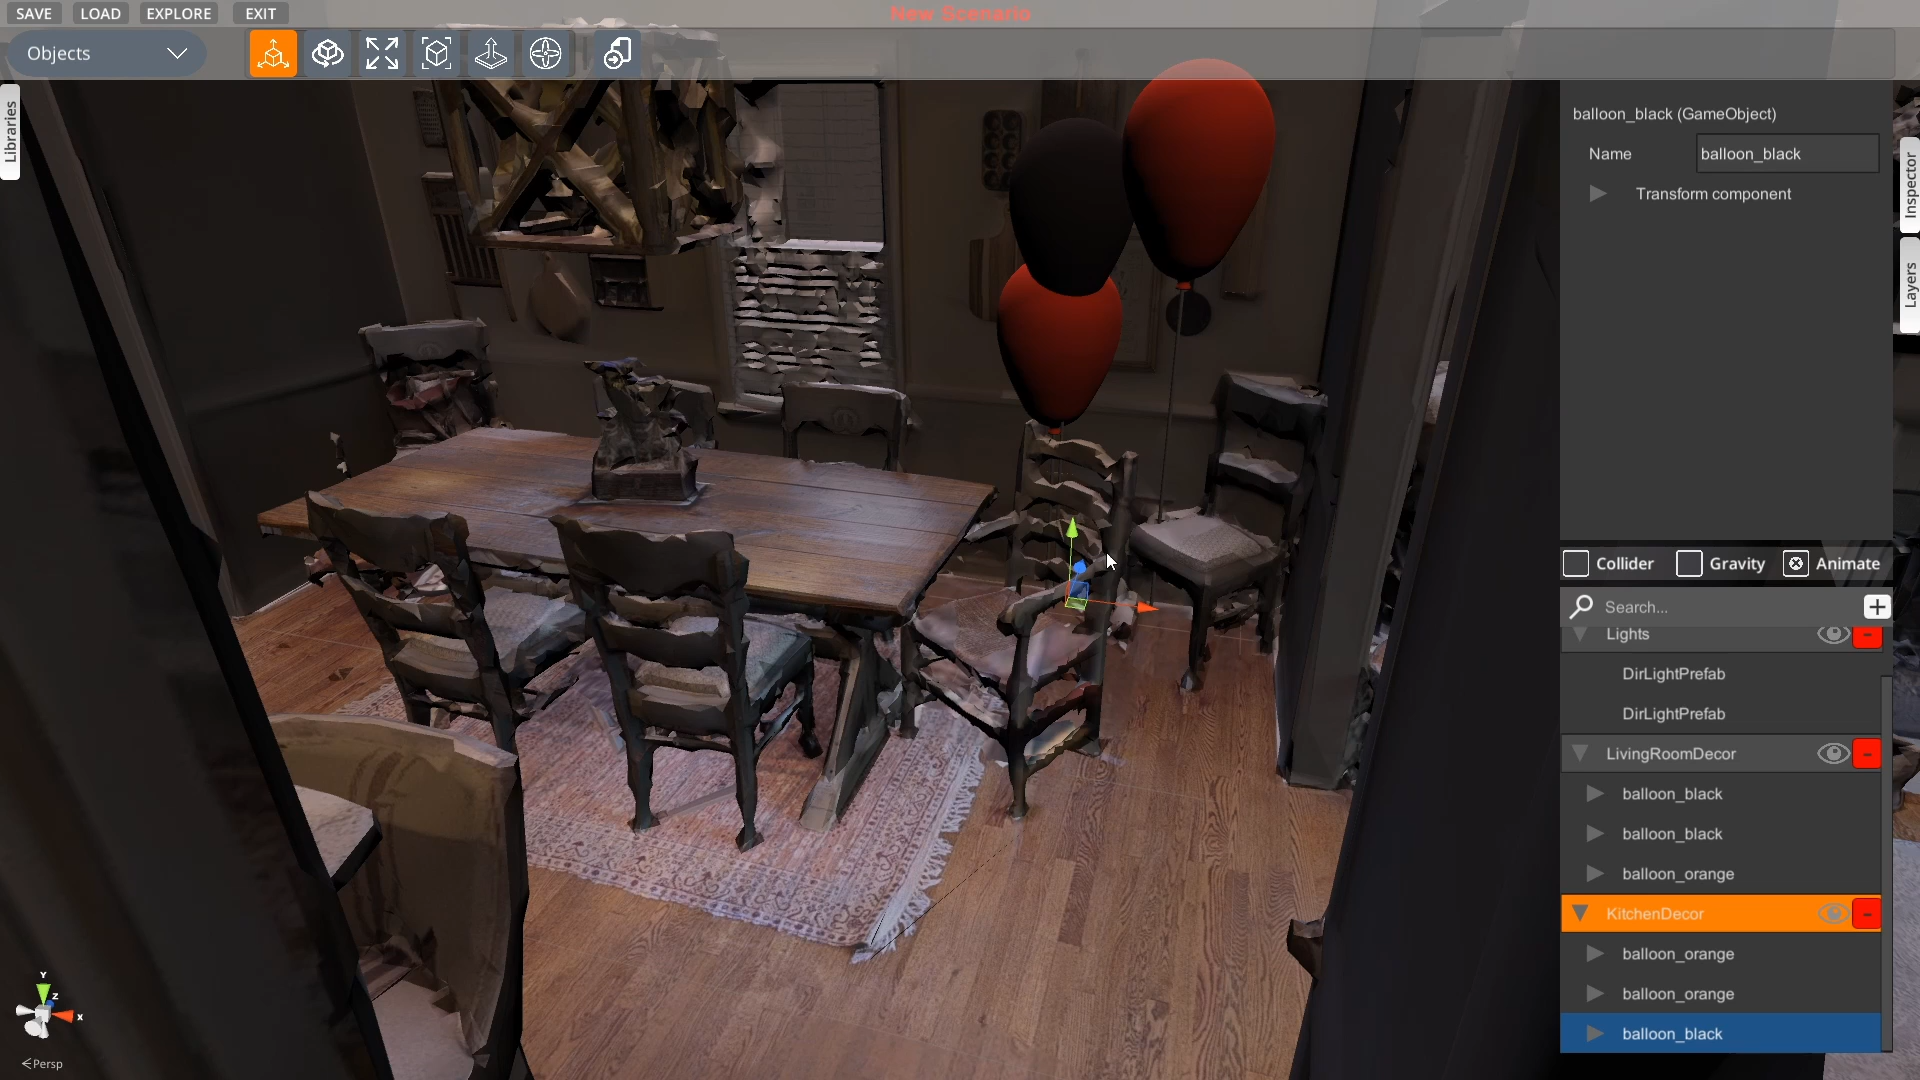 SAVE LOAD EXPLORE EXIT New Scenario
Objects
Libraries
balloon_black (GameObject)
Name balloon_black
Transform component
Inspector
Layers
Collider Gravity Animate
Search...
Lights
DirLightPrefab
DirLightPrefab
LivingRoomDecor
balloon_black
balloon_black
balloon_orange
KitchenDecor
balloon_orange
balloon_orange
balloon_black
Y
Z
x
<Persp